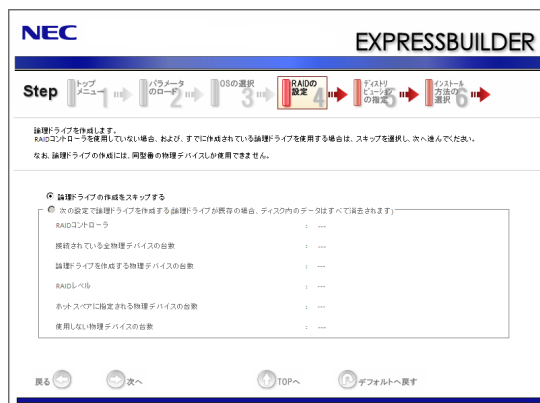 NEC
EXPRESSBUILDER
Step
トップ
メニュー 1
パラメータ
のロード 2
OSの選択
3
RAIDの
設定 4
ディストリ
ビューション
の指定 5
インストール
方法の
選択 6
論理ドライブを作成します。
RAIDコントローラを使用していない場合、および、すでに作成されている論理ドライブを使用する場合は、スキップを選択し、次へ進んでください。
なお、論理ドライブの作成には、同型番の物理デバイスしか使用できません。
論理ドライブの作成をスキップする
次の設定で論理ドライブを作成する(論理ドライブが既存の場合、ディスク内のデータはすべて消去されます)
RAIDコントローラ : ---
接続されている全物理デバイスの台数 : ---
論理ドライブを作成する物理デバイスの台数 : ---
RAIDレベル : ---
ホットスペアに指定される物理デバイスの台数 : ---
使用しない物理デバイスの台数 : ---
戻る 次へ TOPへ デフォルトへ戻す